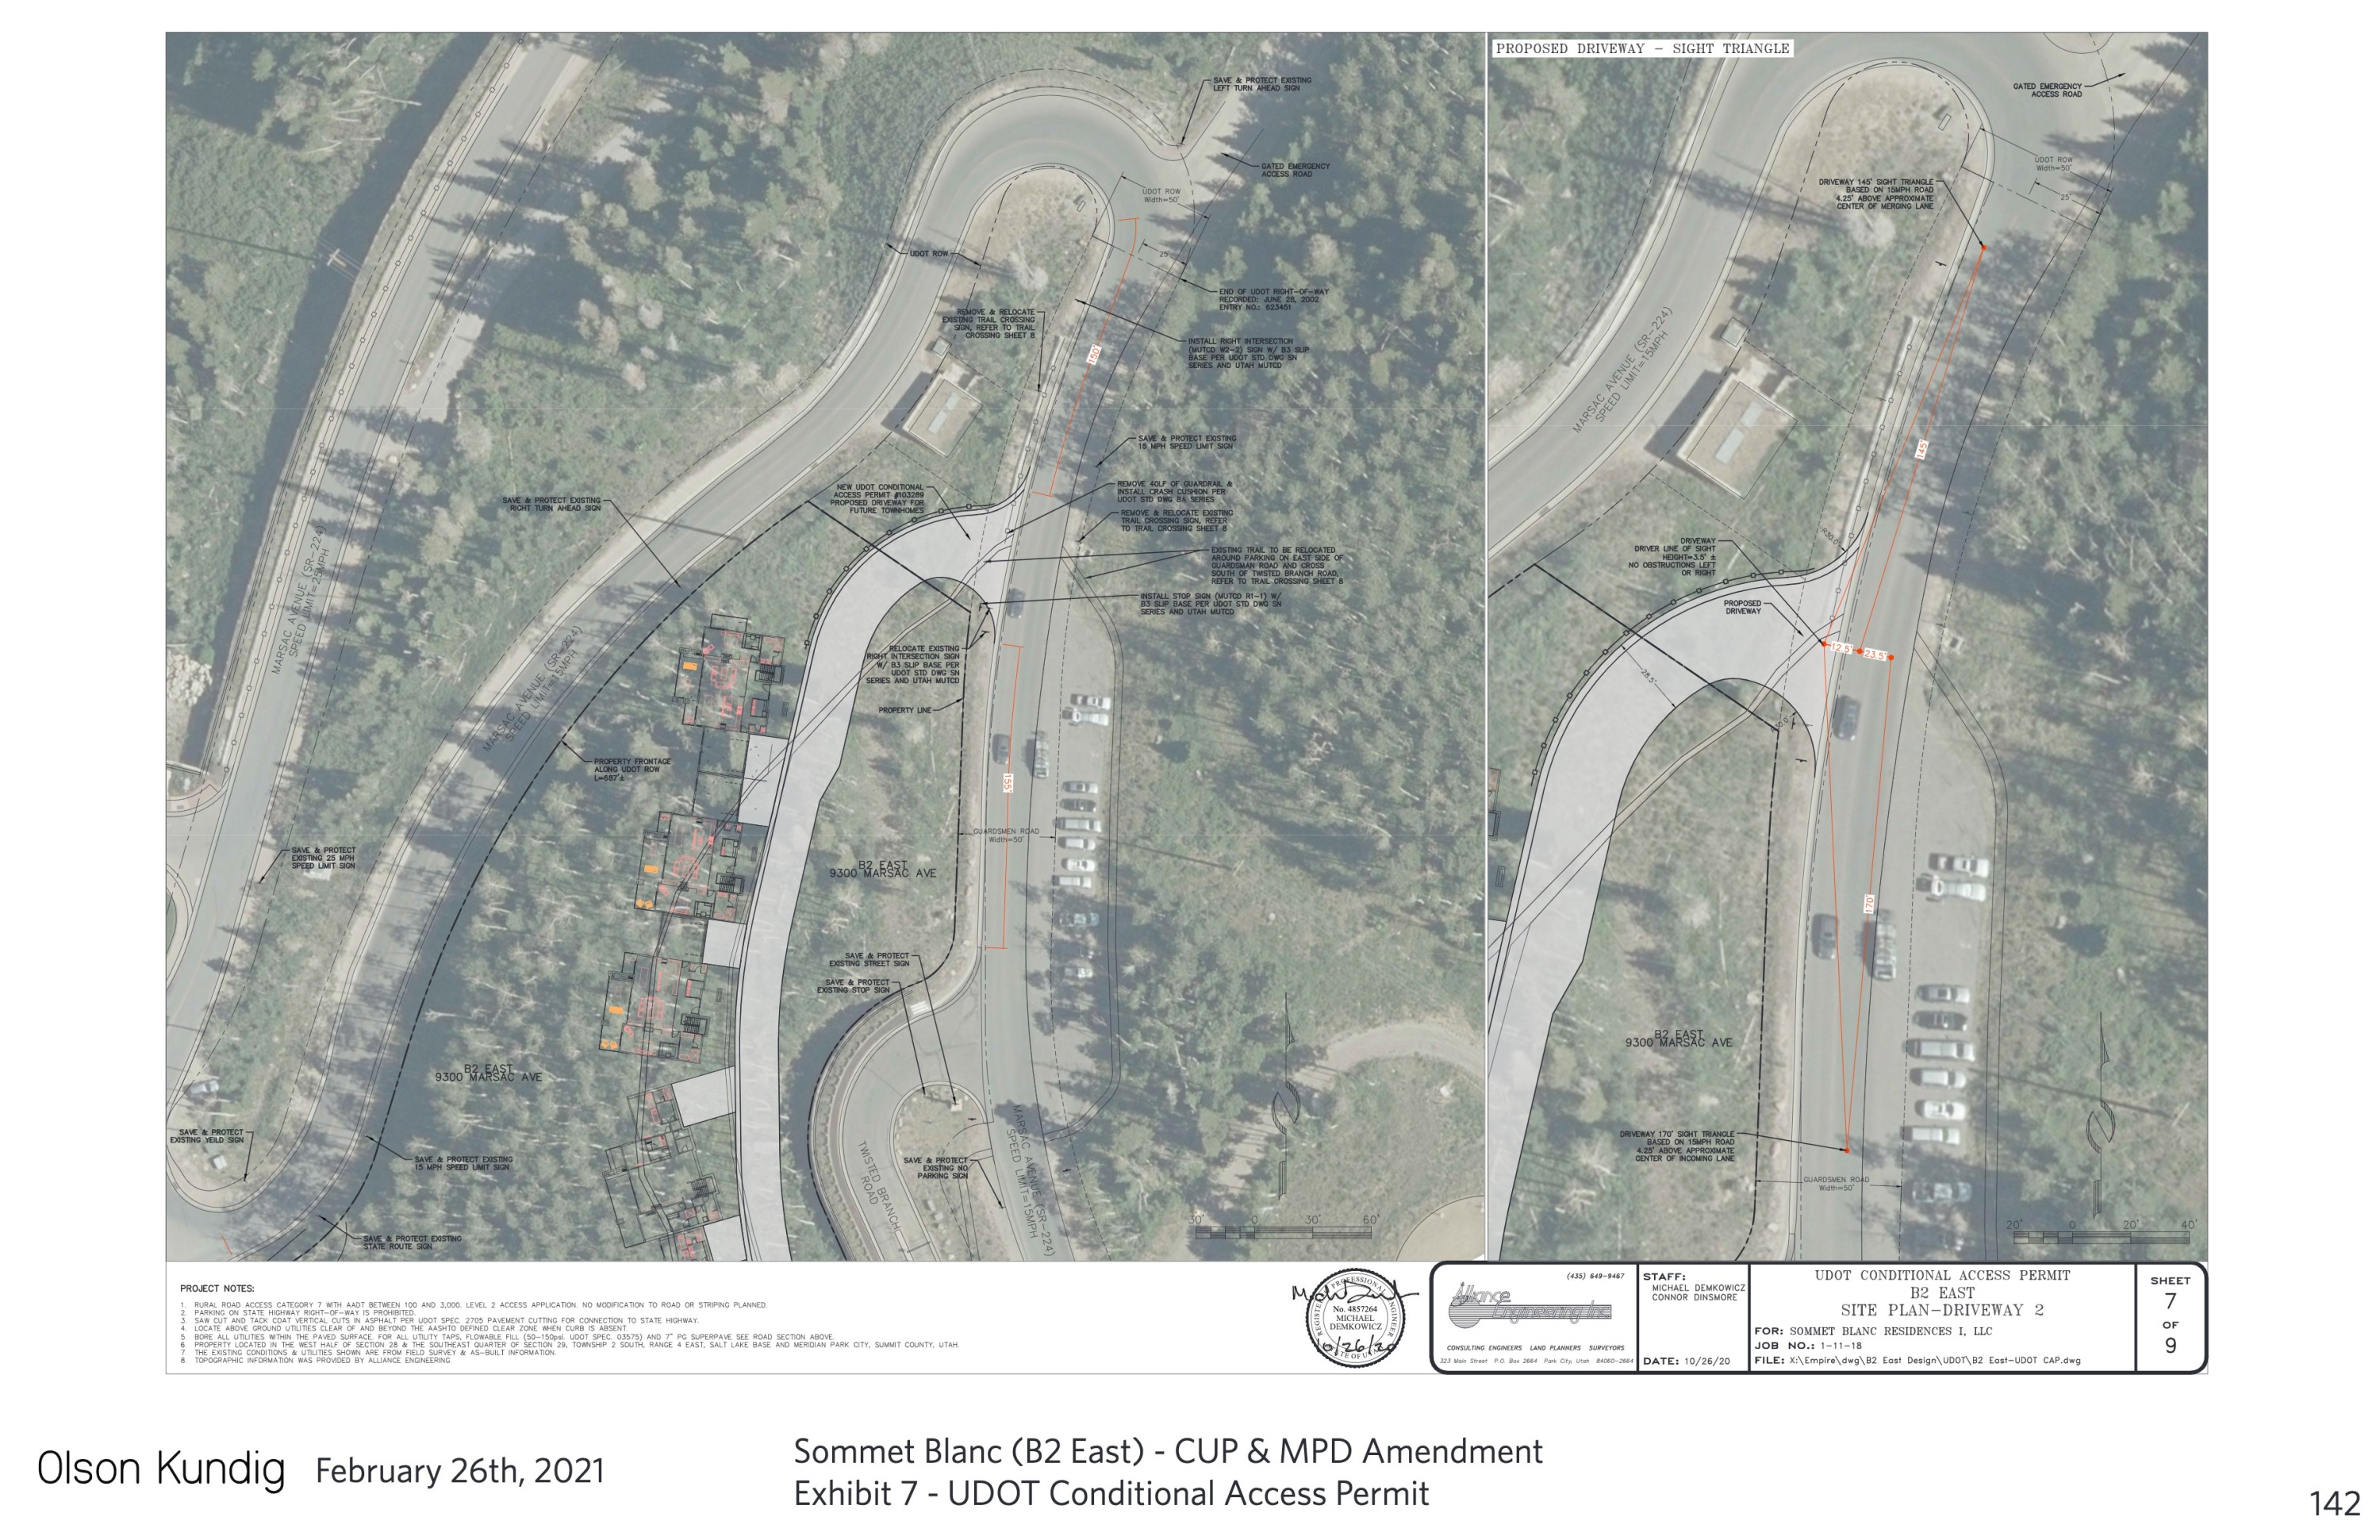 SAVE & PROTECT EXISTING
LEFT TURN AHEAD SIGN
GATED EMERGENCY
ACCESS ROAD
UDOT ROW
Width=50'
UDOT ROW
25'
END OF UDOT RIGHT-OF-WAY
RECORDED: JUNE 28, 2002
ENTRY NO.: 623451
REMOVE & RELOCATE
EXISTING TRAIL CROSSING
SIGN, REFER TO TRAIL
CROSSING SHEET 8
INSTALL RIGHT INTERSECTION
(MUTCD W2-2) SIGN W/ B3 SLIP
BASE PER UDOT STD DWG SN
SERIES AND UTAH MUTCD
150'
SAVE & PROTECT EXISTING
15 MPH SPEED LIMIT SIGN
NEW UDOT CONDITIONAL
ACCESS PERMIT #103289
PROPOSED DRIVEWAY FOR
FUTURE TOWNHOMES
REMOVE 40LF OF GUARDRAIL &
INSTALL CRASH CUSHION PER
UDOT STD DWG BA SERIES
SAVE & PROTECT EXISTING
RIGHT TURN AHEAD SIGN
REMOVE & RELOCATE EXISTING
TRAIL CROSSING SIGN, REFER
TO TRAIL CROSSING SHEET 8
EXISTING TRAIL TO BE RELOCATED
AROUND PARKING ON EAST SIDE OF
GUARDSMAN ROAD AND CROSS
SOUTH OF TWISTED BRANCH ROAD,
REFER TO TRAIL CROSSING SHEET 8
INSTALL STOP SIGN (MUTCD R1-1) W/
B3 SLIP BASE PER UDOT STD DWG SN
SERIES AND UTAH MUTCD
MARSAC AVENUE (SR-224)
SPEED LIMIT=25MPH
MARSAC AVENUE (SR-224)
SPEED LIMIT=15MPH
RELOCATE EXISTING
RIGHT INTERSECTION SIGN
W/ B3 SLIP BASE PER
UDOT STD DWG SN
SERIES AND UTAH MUTCD
PROPERTY LINE
PROPERTY FRONTAGE
ALONG UDOT ROW
L=687'±
155'
GUARDSMEN ROAD
Width=50'
SAVE & PROTECT
EXISTING 25 MPH
SPEED LIMIT SIGN
B2 EAST
9300 MARSAC AVE
SAVE & PROTECT
EXISTING STREET SIGN
SAVE & PROTECT
EXISTING STOP SIGN
B2 EAST
9300 MARSAC AVE
SAVE & PROTECT
EXISTING YEILD SIGN
SAVE & PROTECT EXISTING
15 MPH SPEED LIMIT SIGN
SAVE & PROTECT
EXISTING NO
PARKING SIGN
TWISTED BRANCH
ROAD
MARSAC AVENUE (SR-224)
SPEED LIMIT=15MPH
SAVE & PROTECT EXISTING
STATE ROUTE SIGN
30' 0 30' 60'
PROPOSED DRIVEWAY - SIGHT TRIANGLE
GATED EMERGENCY
ACCESS ROAD
UDOT ROW
Width=50'
25'
DRIVEWAY 145' SIGHT TRIANGLE
BASED ON 15MPH ROAD
4.25' ABOVE APPROXIMATE
CENTER OF MERGING LANE
MARSAC AVENUE (SR-224)
SPEED LIMIT=15MPH
145'
R30.0'
DRIVEWAY
DRIVER LINE OF SIGHT
HEIGHT=3.5' ±
NO OBSTRUCTIONS LEFT
OR RIGHT
PROPOSED
DRIVEWAY
12.5' 23.5'
28.5'
170'
B2 EAST
9300 MARSAC AVE
DRIVEWAY 170' SIGHT TRIANGLE
BASED ON 15MPH ROAD
4.25' ABOVE APPROXIMATE
CENTER OF INCOMING LANE
GUARDSMEN ROAD
Width=50'
20' 0 20' 40'
PROJECT NOTES:
1. RURAL ROAD ACCESS CATEGORY 7 WITH AADT BETWEEN 100 AND 3,000. LEVEL 2 ACCESS APPLICATION. NO MODIFICATION TO ROAD OR STRIPING PLANNED.
2. PARKING ON STATE HIGHWAY RIGHT-OF-WAY IS PROHIBITED.
3. SAW CUT AND TACK COAT VERTICAL CUTS IN ASPHALT PER UDOT SPEC. 2705 PAVEMENT CUTTING FOR CONNECTION TO STATE HIGHWAY.
4. LOCATE ABOVE GROUND UTILITIES CLEAR OF AND BEYOND THE AASHTO DEFINED CLEAR ZONE WHEN CURB IS ABSENT.
5. BORE ALL UTILITIES WITHIN THE PAVED SURFACE. FOR ALL UTILITY TAPS, FLOWABLE FILL (50-150psi. UDOT SPEC. 03575) AND 7" PG SUPERPAVE SEE ROAD SECTION ABOVE.
6. PROPERTY LOCATED IN THE WEST HALF OF SECTION 28 & THE SOUTHEAST QUARTER OF SECTION 29, TOWNSHIP 2 SOUTH, RANGE 4 EAST, SALT LAKE BASE AND MERIDIAN PARK CITY, SUMMIT COUNTY, UTAH.
7 THE EXISTING CONDITIONS & UTILITIES SHOWN ARE FROM FIELD SURVEY & AS-BUILT INFORMATION.
8 TOPOGRAPHIC INFORMATION WAS PROVIDED BY ALLIANCE ENGINEERING
REGISTERED PROFESSIONAL ENGINEER
No. 4857264
MICHAEL
DEMKOWICZ
10/26/20
STATE OF UTAH
(435) 649-9467
Alliance
Engineering Inc.
CONSULTING ENGINEERS LAND PLANNERS SURVEYORS
323 Main Street P.O. Box 2664 Park City, Utah 84060-2664
STAFF:
MICHAEL DEMKOWICZ
CONNOR DINSMORE
DATE: 10/26/20
UDOT CONDITIONAL ACCESS PERMIT
B2 EAST
SITE PLAN-DRIVEWAY 2
FOR: SOMMET BLANC RESIDENCES I, LLC
JOB NO.: 1-11-18
FILE: X:\Empire\dwg\B2 East Design\UDOT\B2 East-UDOT CAP.dwg
SHEET
7
OF
9
Olson Kundig February 26th, 2021
Sommet Blanc (B2 East) - CUP & MPD Amendment
Exhibit 7 - UDOT Conditional Access Permit
142